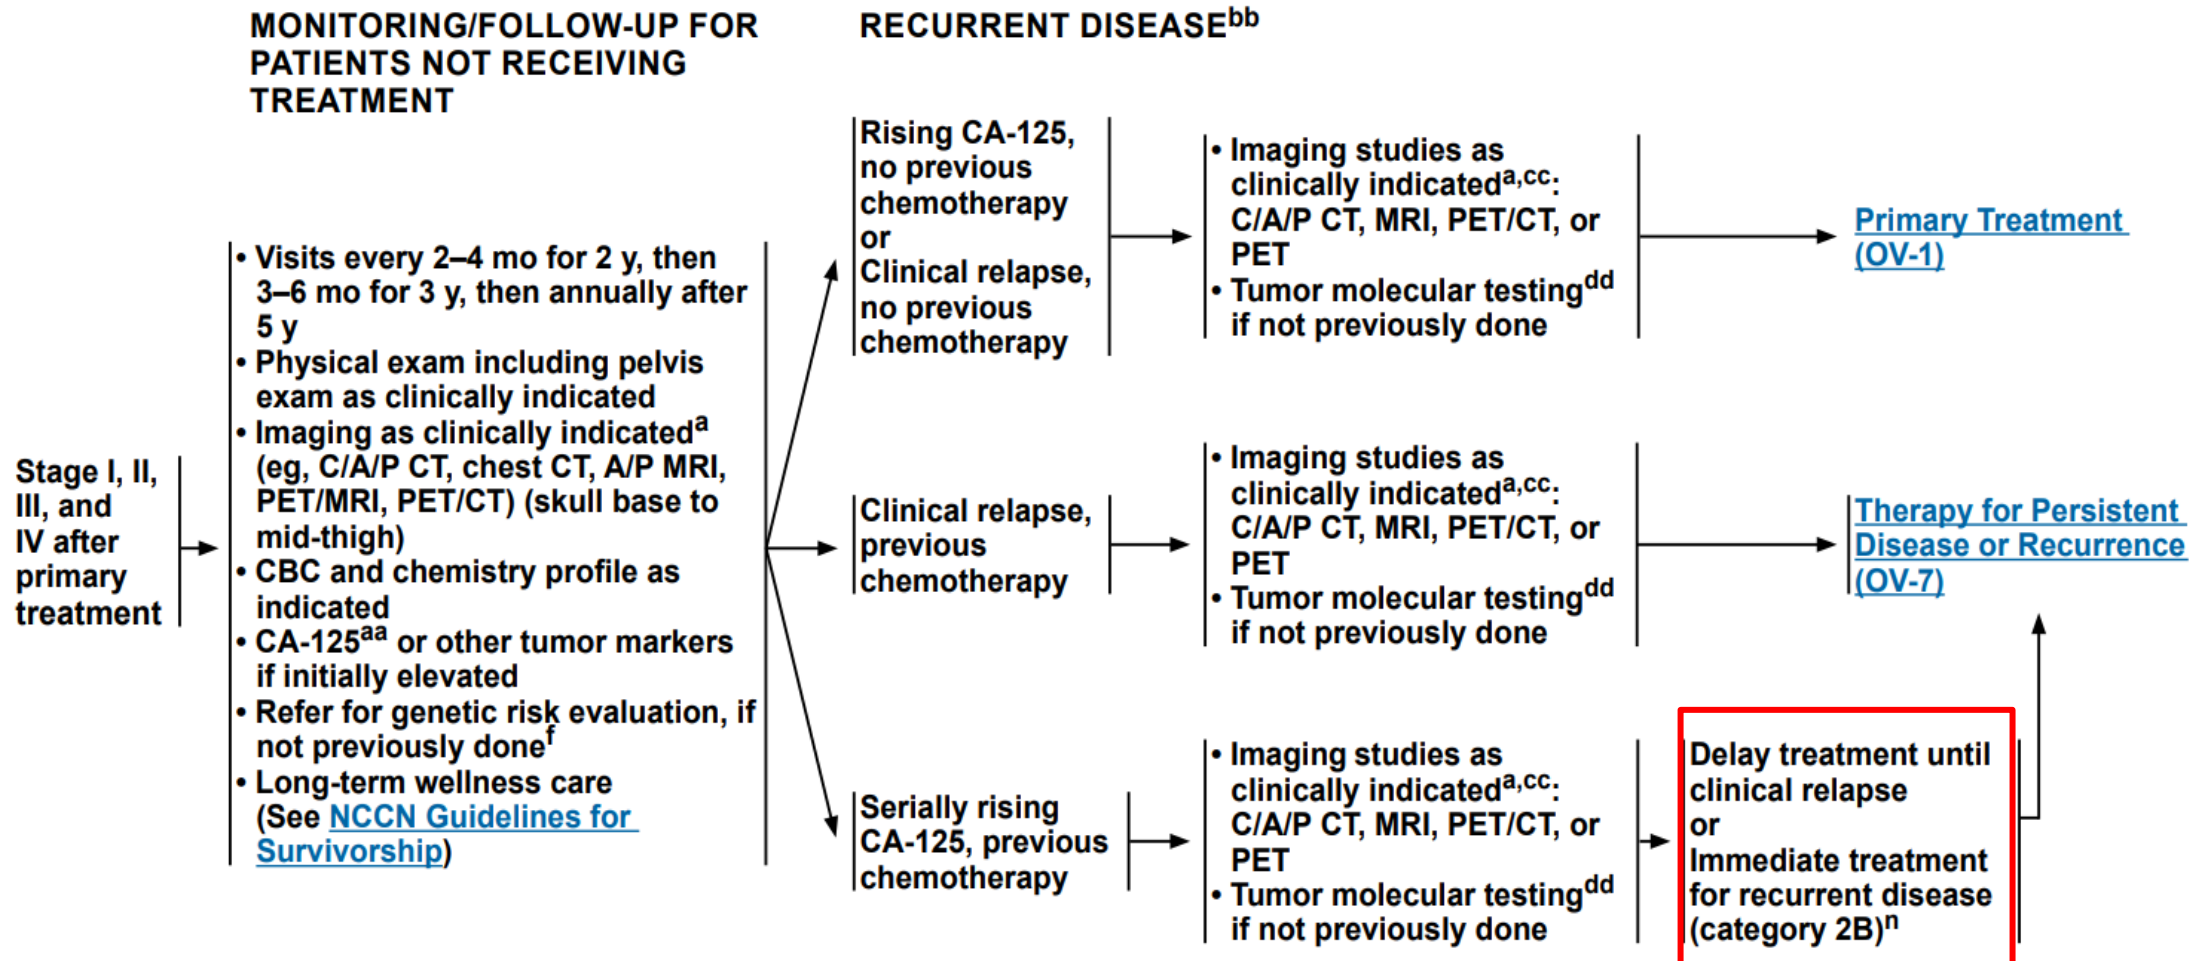 MONITORING/FOLLOW-UP FOR
PATIENTS NOT RECEIVING
TREATMENT
RECURRENT DISEASEbb
Stage I, II,
III, and
IV after
primary
treatment
• Visits every 2–4 mo for 2 y, then
3–6 mo for 3 y, then annually after
5 y
• Physical exam including pelvis
exam as clinically indicated
• Imaging as clinically indicateda
(eg, C/A/P CT, chest CT, A/P MRI,
PET/MRI, PET/CT) (skull base to
mid-thigh)
• CBC and chemistry profile as
indicated
• CA-125aa or other tumor markers
if initially elevated
• Refer for genetic risk evaluation, if
not previously donef
• Long-term wellness care
(See NCCN Guidelines for
Survivorship)
Rising CA-125,
no previous
chemotherapy
or
Clinical relapse,
no previous
chemotherapy
• Imaging studies as
clinically indicateda,cc:
C/A/P CT, MRI, PET/CT, or
PET
• Tumor molecular testingdd
if not previously done
Primary Treatment
(OV-1)
Clinical relapse,
previous
chemotherapy
• Imaging studies as
clinically indicateda,cc:
C/A/P CT, MRI, PET/CT, or
PET
• Tumor molecular testingdd
if not previously done
Therapy for Persistent
Disease or Recurrence
(OV-7)
Serially rising
CA-125, previous
chemotherapy
• Imaging studies as
clinically indicateda,cc:
C/A/P CT, MRI, PET/CT, or
PET
• Tumor molecular testingdd
if not previously done
Delay treatment until
clinical relapse
or
Immediate treatment
for recurrent disease
(category 2B)n